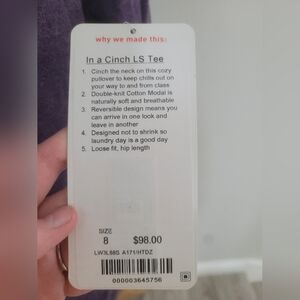 why we made this:
In a Cinch LS Tee
1. Cinch the neck on this cozy
pullover to keep chills out on
your way to and from class
2. Double-knit Cotton Modal is
naturally soft and breathable
3. Reversible design means you
can arrive in one look and
leave in another
4. Designed not to shrink so
laundry day is a good day
5. Loose fit, hip length
SIZE
8 $98.00
LW3L88S A171/HTDZ
000003645756